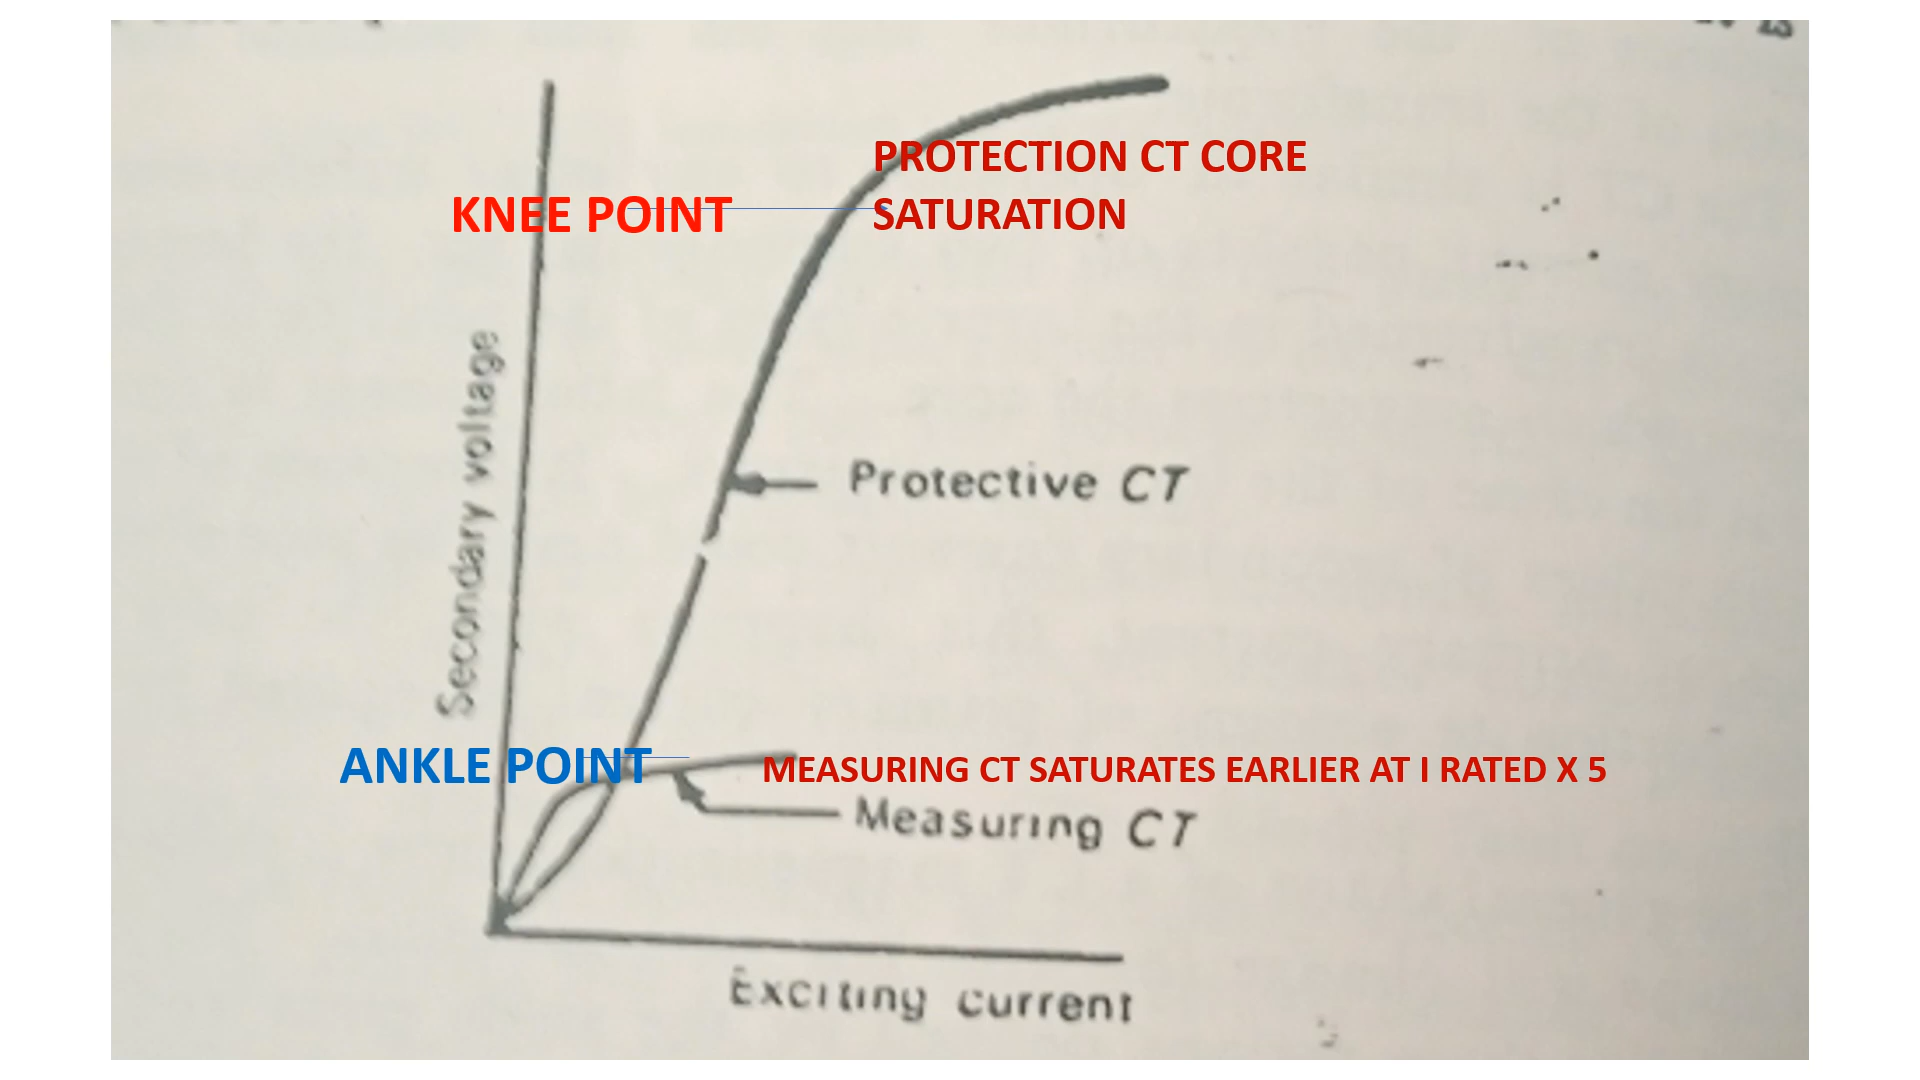 PROTECTION CT CORE
KNEE POINT
SATURATION
Secondary voltage
Protective CT
ANKLE POINT
MEASURING CT SATURATES EARLIER AT I RATED X 5
Measuring CT
Exciting current